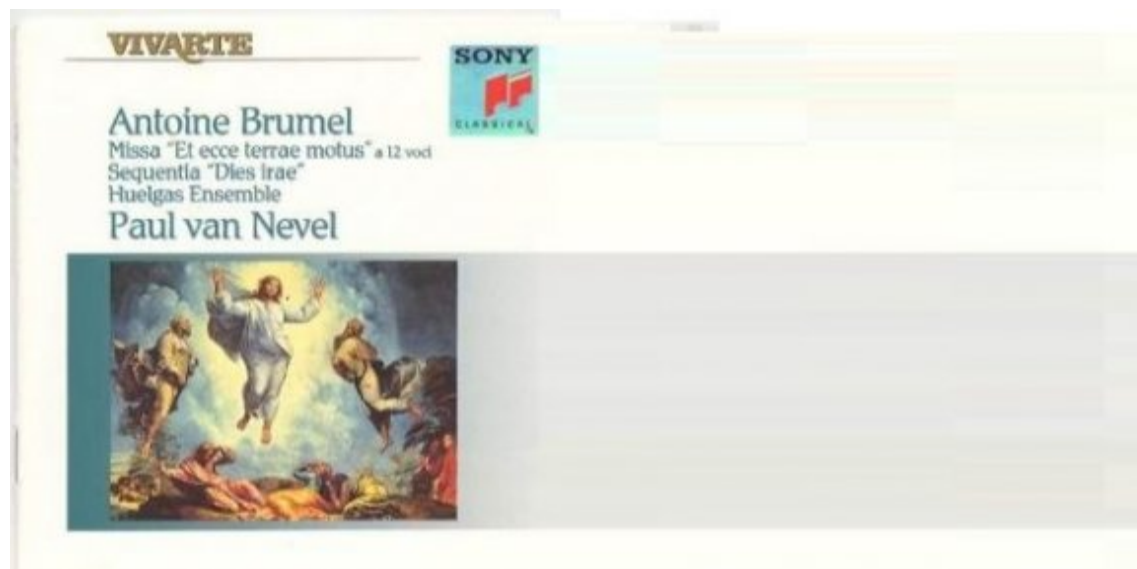 VIVARTE
SONY
CLASSICAL
Antoine Brumel
Missa "Et ecce terrae motus" a 12 voci
Sequentia "Dies irae"
Huelgas Ensemble
Paul van Nevel